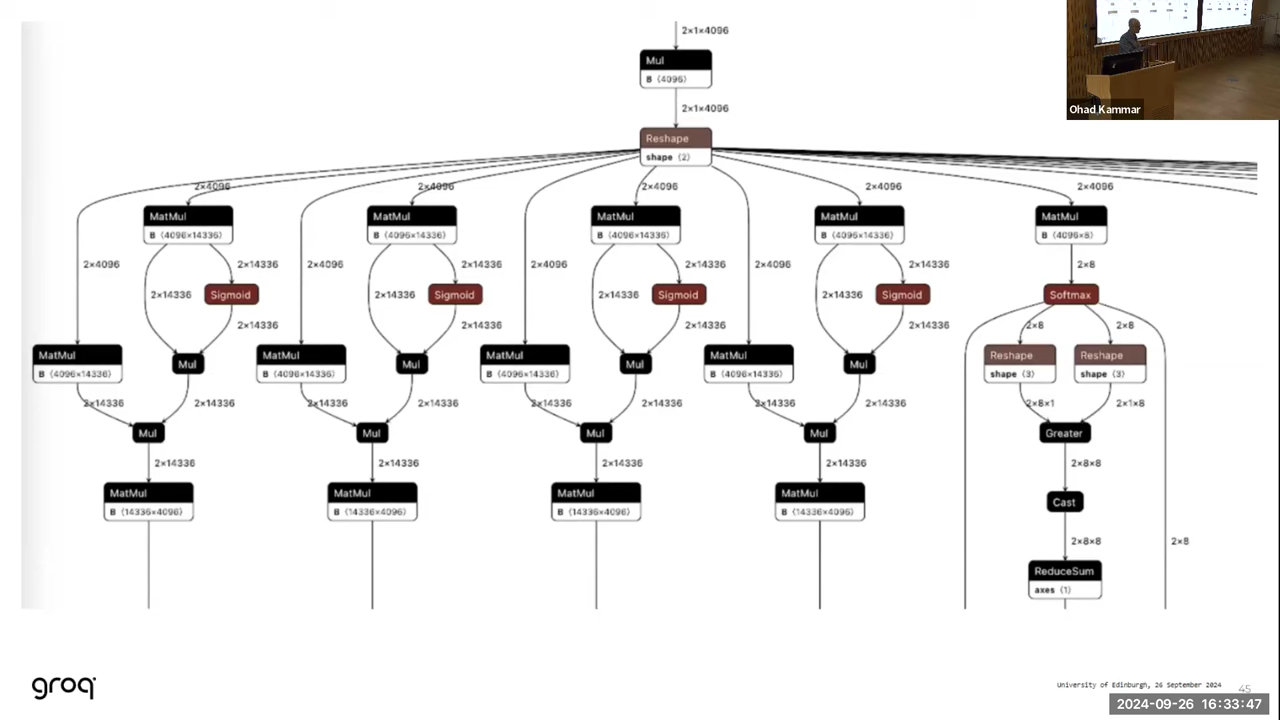 2×1×4096
Mul
B ⟨4096⟩
2×1×4096
Reshape
shape ⟨2⟩
Ohad Kammar
2×4096 2×4096 2×4096 2×4096 2×4096
MatMul MatMul MatMul MatMul MatMul
B ⟨4096×14336⟩ B ⟨4096×14336⟩ B ⟨4096×14336⟩ B ⟨4096×14336⟩ B ⟨4096×8⟩
2×4096 2×14336 2×4096 2×14336 2×4096 2×14336 2×4096 2×14336 2×8
2×14336 Sigmoid 2×14336 Sigmoid 2×14336 Sigmoid 2×14336 Sigmoid Softmax
2×14336 2×14336 2×14336 2×14336 2×8 2×8
MatMul Mul MatMul Mul MatMul Mul MatMul Mul Reshape Reshape
B ⟨4096×14336⟩ B ⟨4096×14336⟩ B ⟨4096×14336⟩ B ⟨4096×14336⟩ shape ⟨3⟩ shape ⟨3⟩
2×14336 2×14336 2×14336 2×14336 2×14336 2×14336 2×14336 2×14336 2×8×1 2×1×8
Mul Mul Mul Mul Greater
2×14336 2×14336 2×14336 2×14336 2×8×8
MatMul MatMul MatMul MatMul Cast
B ⟨14336×4096⟩ B ⟨14336×4096⟩ B ⟨14336×4096⟩ B ⟨14336×4096⟩
2×8×8 2×8
ReduceSum
axes ⟨1⟩
groq
University of Edinburgh, 26 September 2024 45
2024-09-26 16:33:47